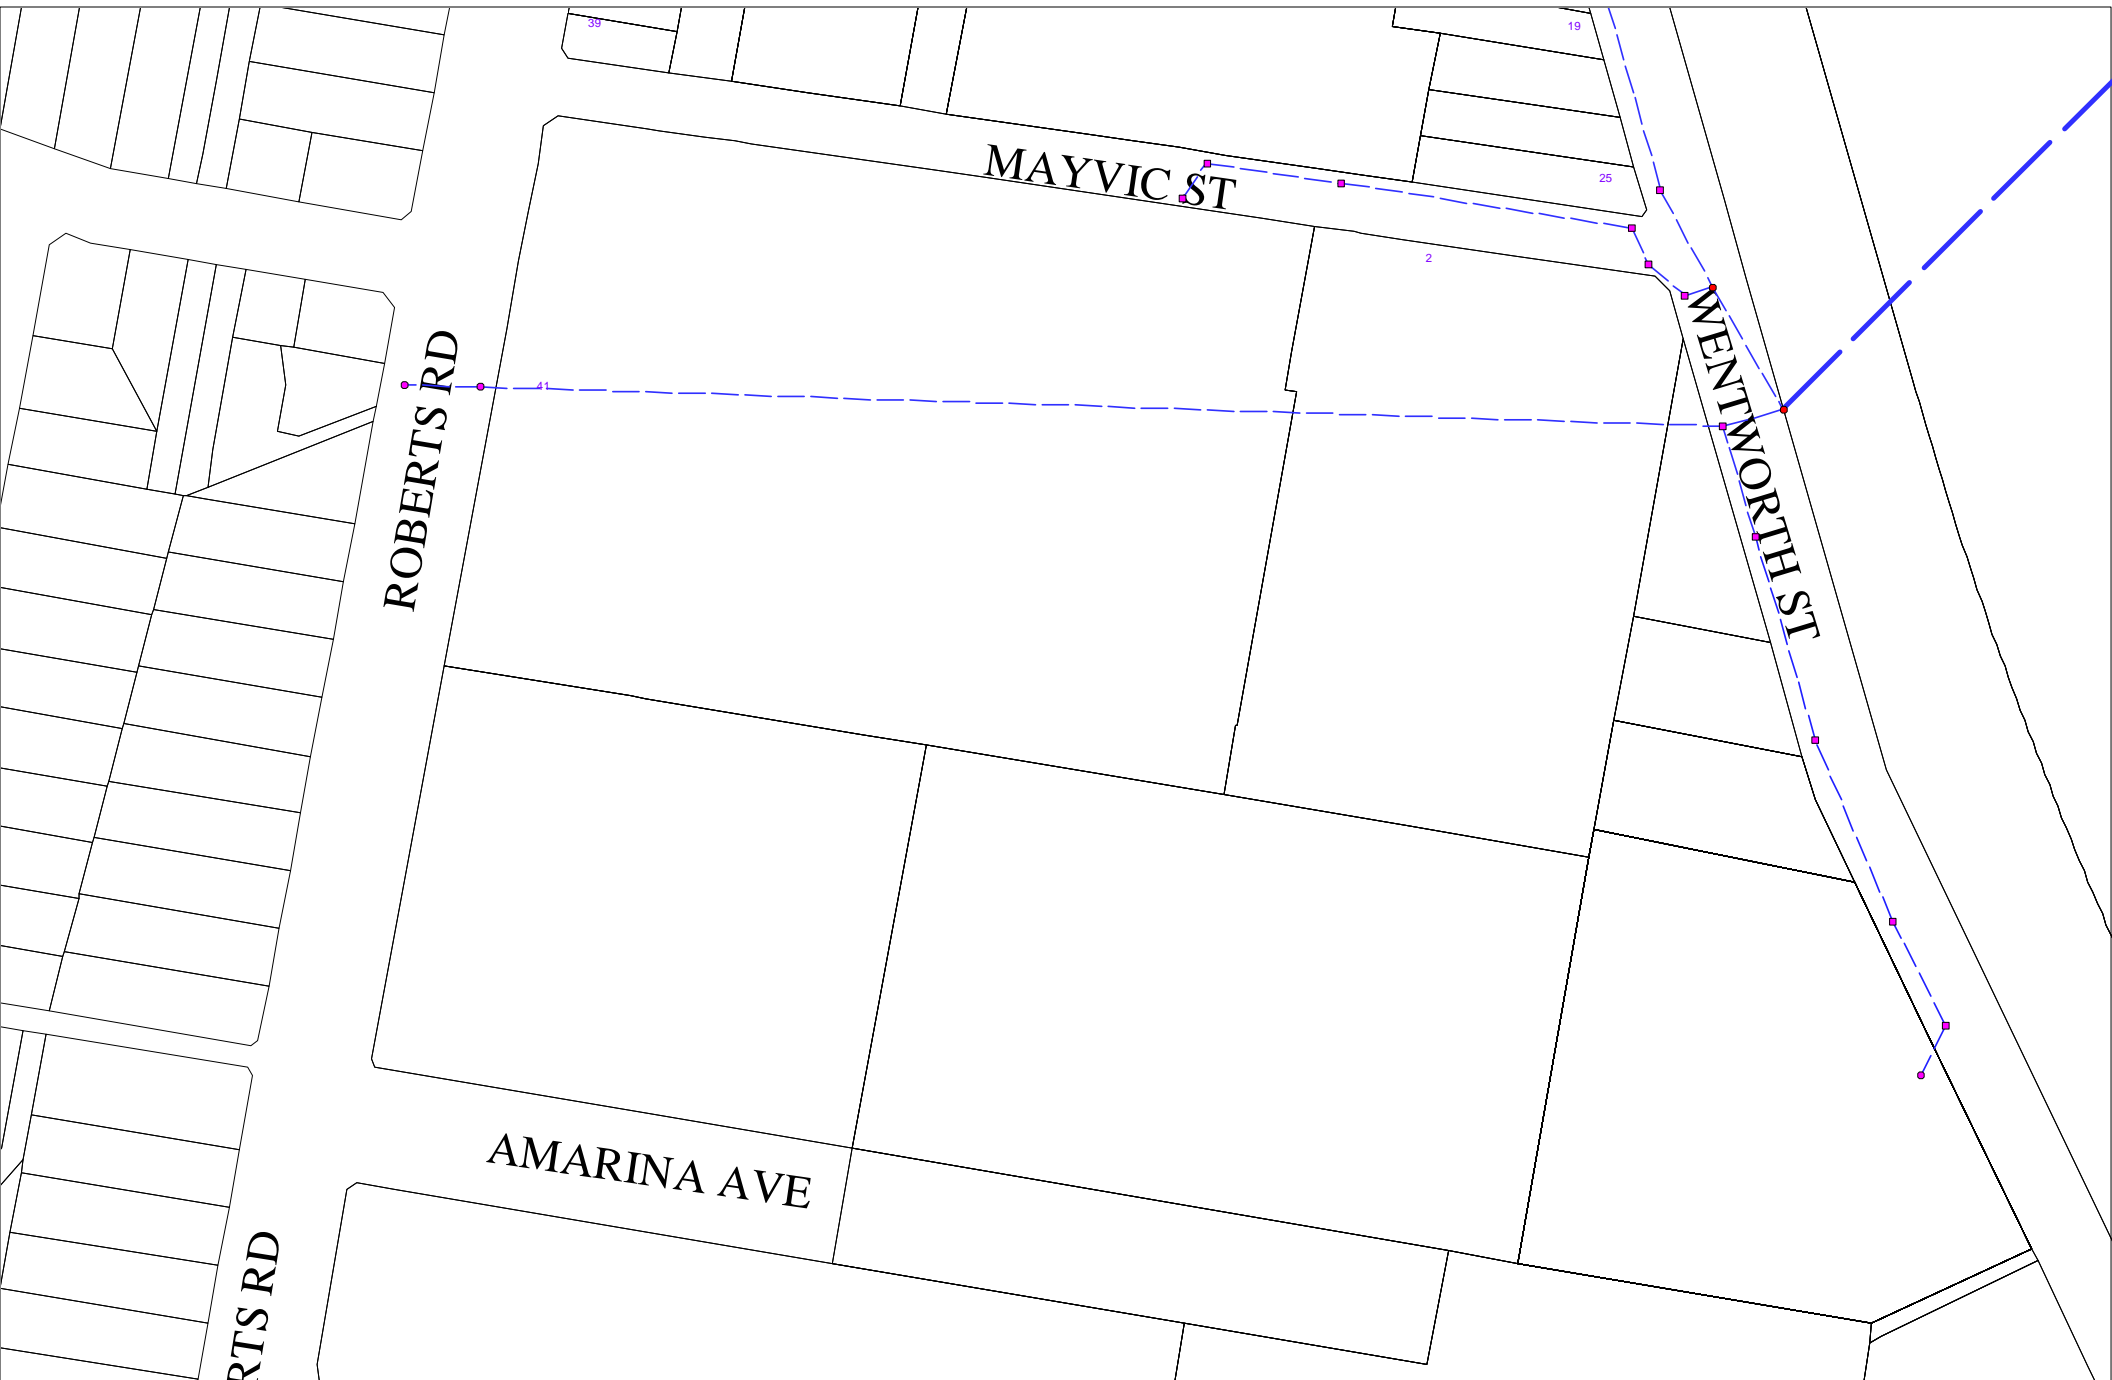 39
19
MAYVIC ST
25
2
WENTWORTH ST
ROBERTS RD
41
AMARINA AVE
RTS RD